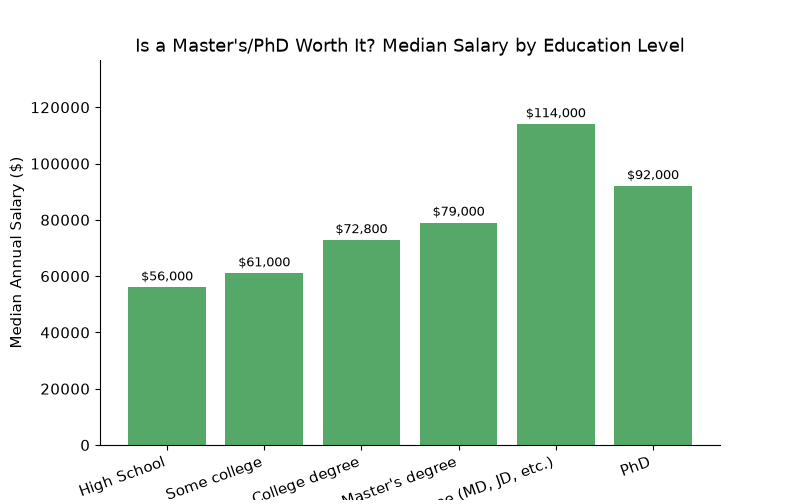 Is a Master's/PhD Worth It? Median Salary by Education Level
Median Annual Salary ($)
120000
100000
80000
60000
40000
20000
0
$56,000
$61,000
$72,800
$79,000
$114,000
$92,000
High School
Some college
College degree
Master's degree
(MD, JD, etc.)
PhD